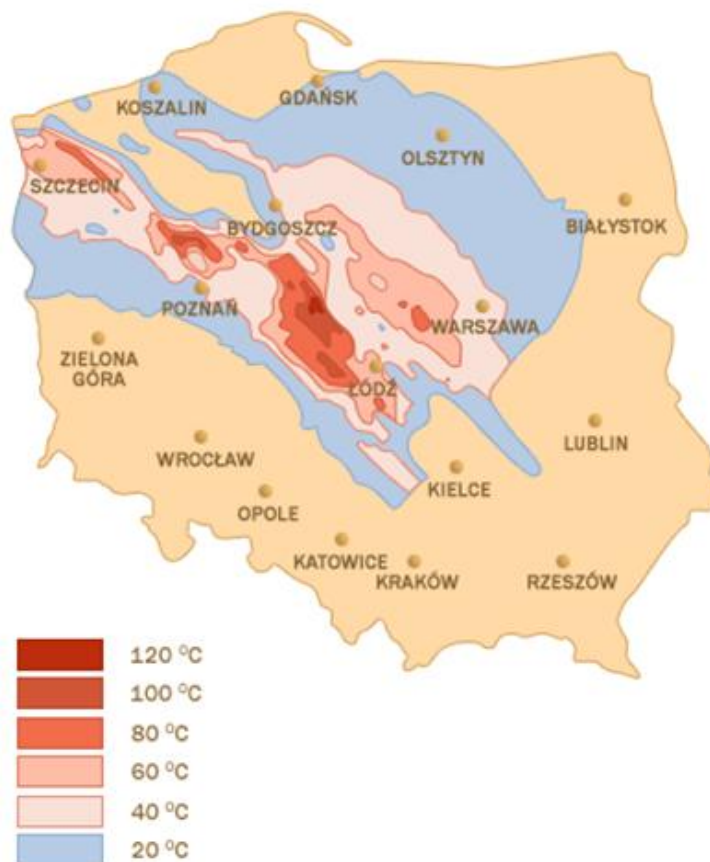 KOSZALIN
GDAŃSK
OLSZTYN
SZCZECIN
BYDGOSZCZ
BIAŁYSTOK
POZNAŃ
WARSZAWA
ZIELONA
GÓRA
ŁÓDŹ
WROCŁAW
LUBLIN
KIELCE
OPOLE
KATOWICE
KRAKÓW
RZESZÓW
120 °C
100 °C
80 °C
60 °C
40 °C
20 °C